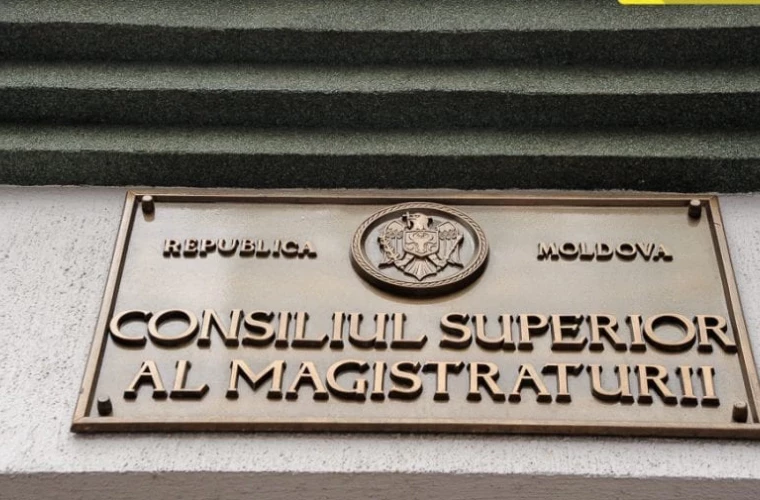 REPUBLICA MOLDOVA
CONSILIUL SUPERIOR
AL MAGISTRATURII